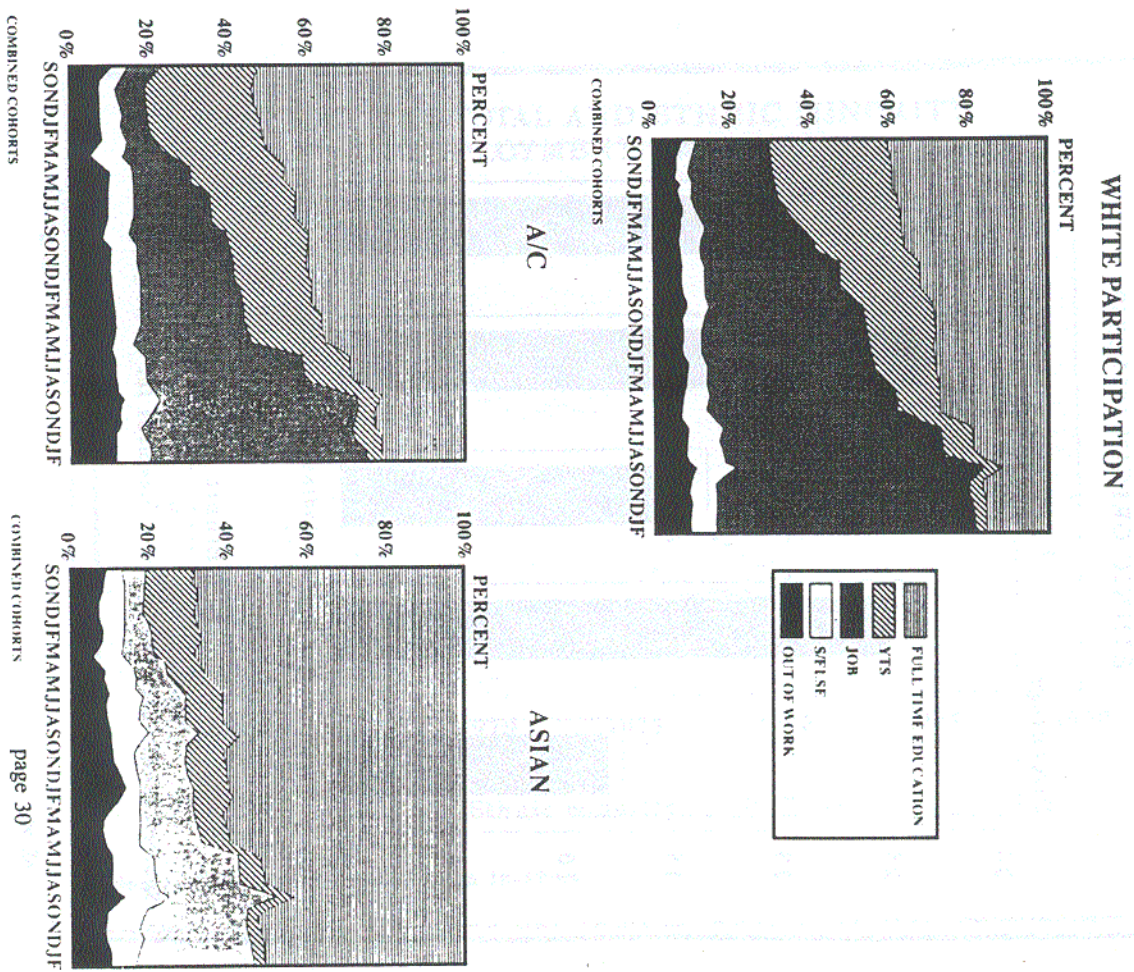 WHITE PARTICIPATION
PERCENT
100%
80%
60%
40%
20%
0%
SONDJFMAMJJASONDJFMAMJJASONDJF
COMBINED COHORTS
FULL TIME EDUCATION
YTS
JOB
S/ELSE
OUT OF WORK
A/C
PERCENT
100%
80%
60%
40%
20%
0%
SONDJFMAMJJASONDJFMAMJJASONDJF
COMBINED COHORTS
ASIAN
PERCENT
100%
80%
60%
40%
20%
0%
SONDJFMAMJJASONDJFMAMJJASONDJF
COMBINED COHORTS
page 30